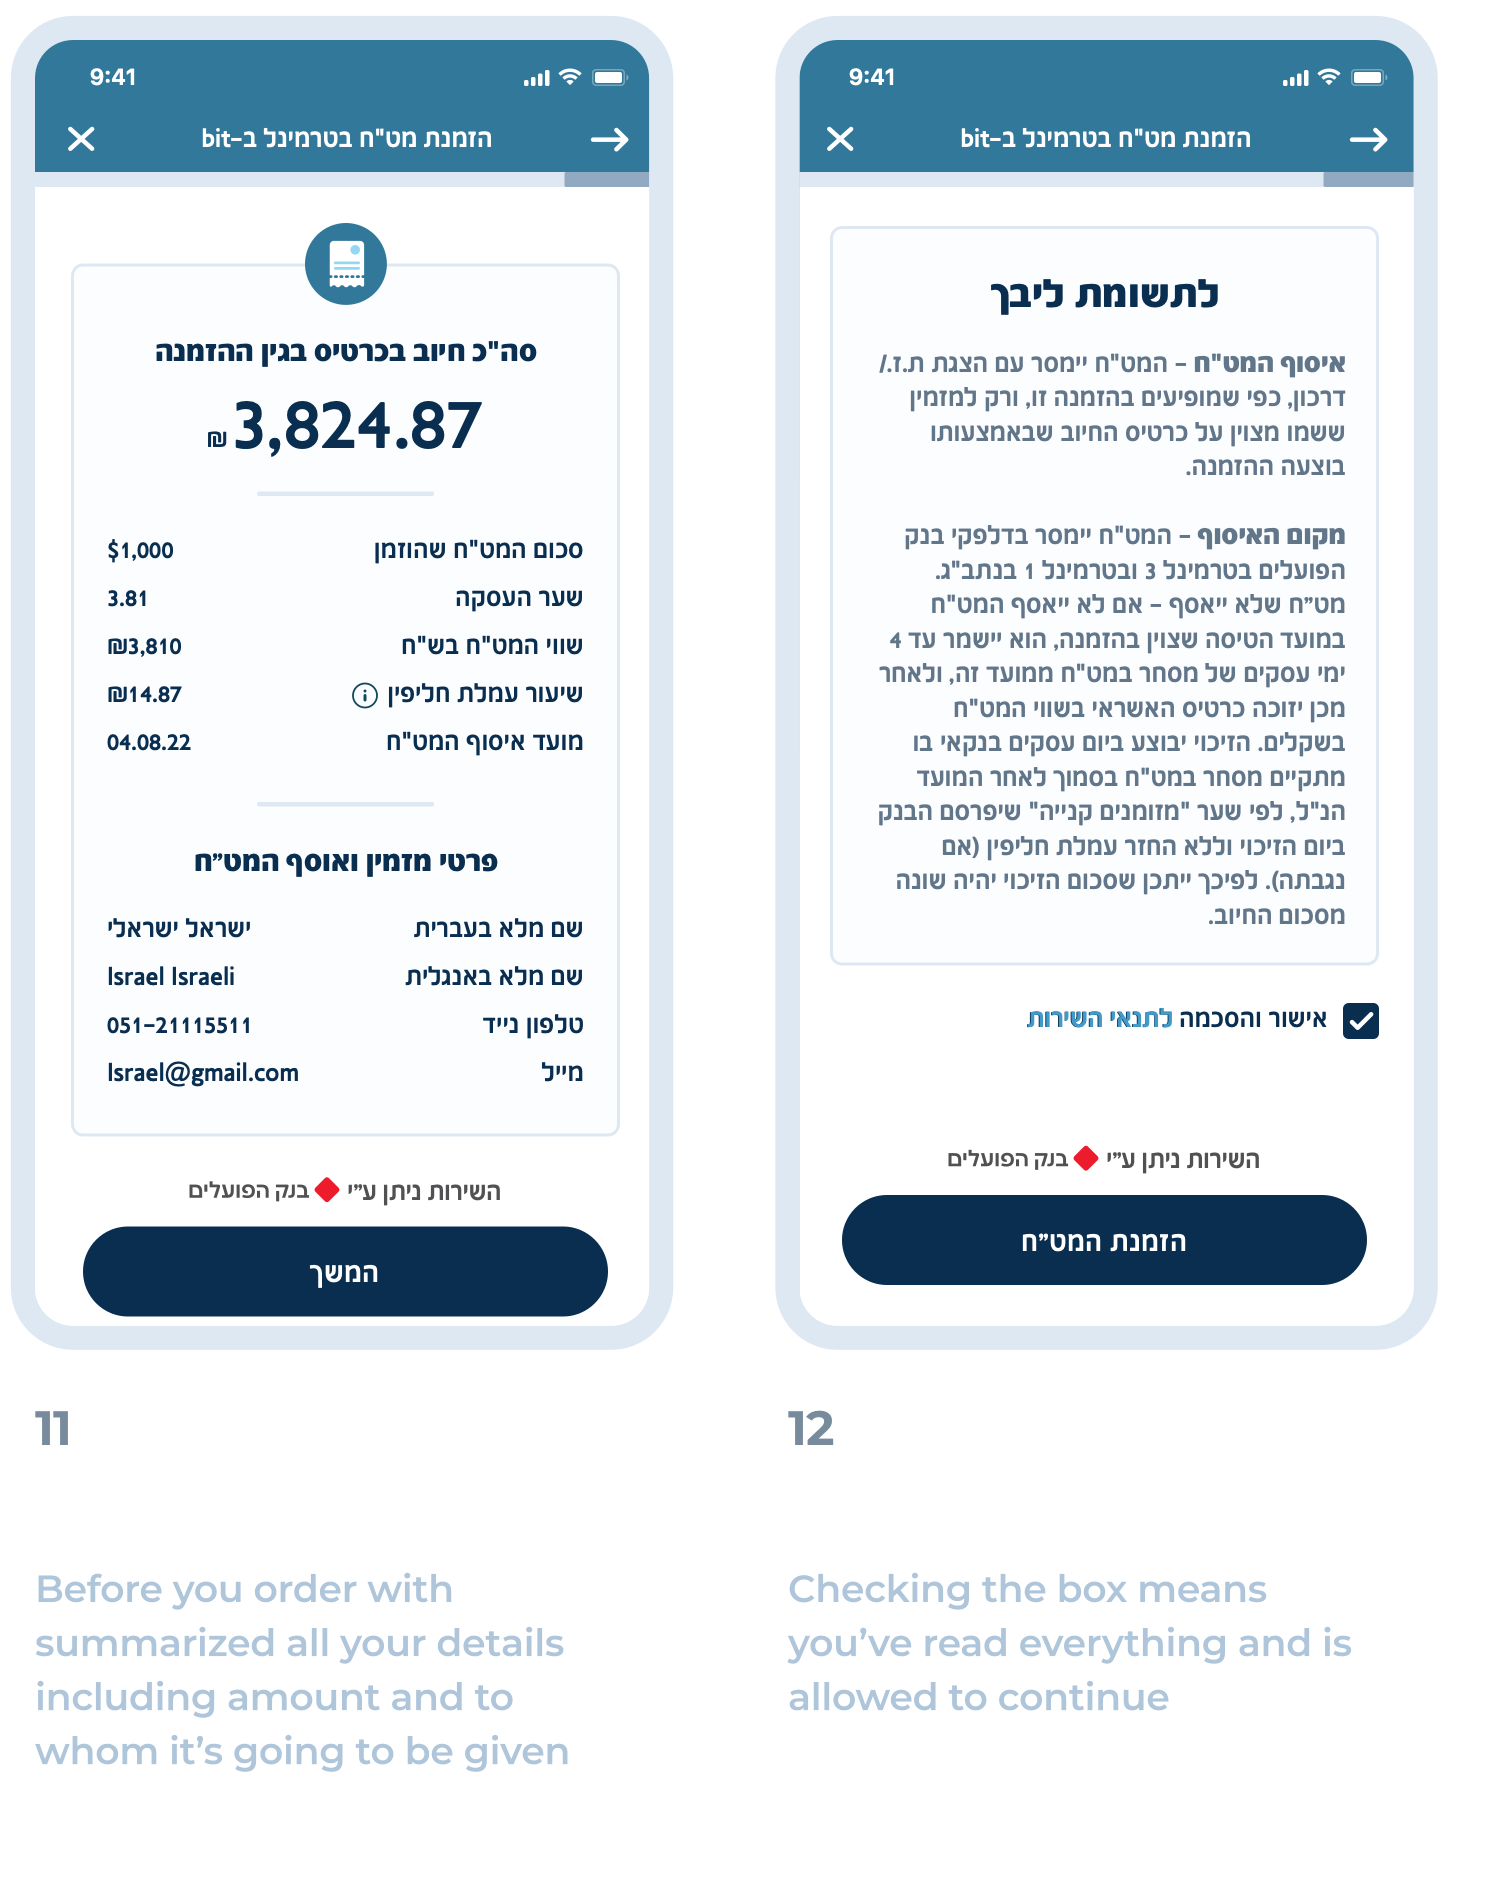 9:41
הזמנת מט"ח בטרמינל ב-bit
סה"כ חיוב בכרטיס בגין ההזמנה
3,824.87 ₪
סכום המט"ח שהוזמן $1,000
שער העסקה 3.81
שווי המט"ח בש"ח ₪3,810
שיעור עמלת חליפין ₪14.87
מועד איסוף המט"ח 04.08.22
פרטי מזמין ואוסף המט״ח
שם מלא בעברית ישראל ישראלי
שם מלא באנגלית Israel Israeli
טלפון נייד 051-21115511
מייל Israel@gmail.com
השירות ניתן ע״י בנק הפועלים
המשך
11
Before you order with
summarized all your details
including amount and to
whom it’s going to be given
9:41
הזמנת מט"ח בטרמינל ב-bit
לתשומת ליבך
איסוף המט"ח - המט"ח יימסר עם הצגת ת.ז./
דרכון, כפי שמופיעים בהזמנה זו, ורק למזמין
ששמו מצוין על כרטיס החיוב שבאמצעותו
בוצעה ההזמנה.
מקום האיסוף - המט"ח יימסר בדלפקי בנק
הפועלים בטרמינל 3 ובטרמינל 1 בנתב"ג.
מט״ח שלא ייאסף - אם לא ייאסף המט"ח
במועד הטיסה שצוין בהזמנה, הוא יישמר עד 4
ימי עסקים של מסחר במט"ח ממועד זה, ולאחר
מכן יזוכה כרטיס האשראי בשווי המט"ח
בשקלים. הזיכוי יבוצע ביום עסקים בנקאי בו
מתקיים מסחר במט"ח בסמוך לאחר המועד
הנ"ל, לפי שער "מזומנים קנייה" שיפרסם הבנק
ביום הזיכוי וללא החזר עמלת חליפין (אם
נגבתה). לפיכך ייתכן שסכום הזיכוי יהיה שונה
מסכום החיוב.
אישור והסכמה לתנאי השירות
השירות ניתן ע״י בנק הפועלים
הזמנת המט״ח
12
Checking the box means
you’ve read everything and is
allowed to continue